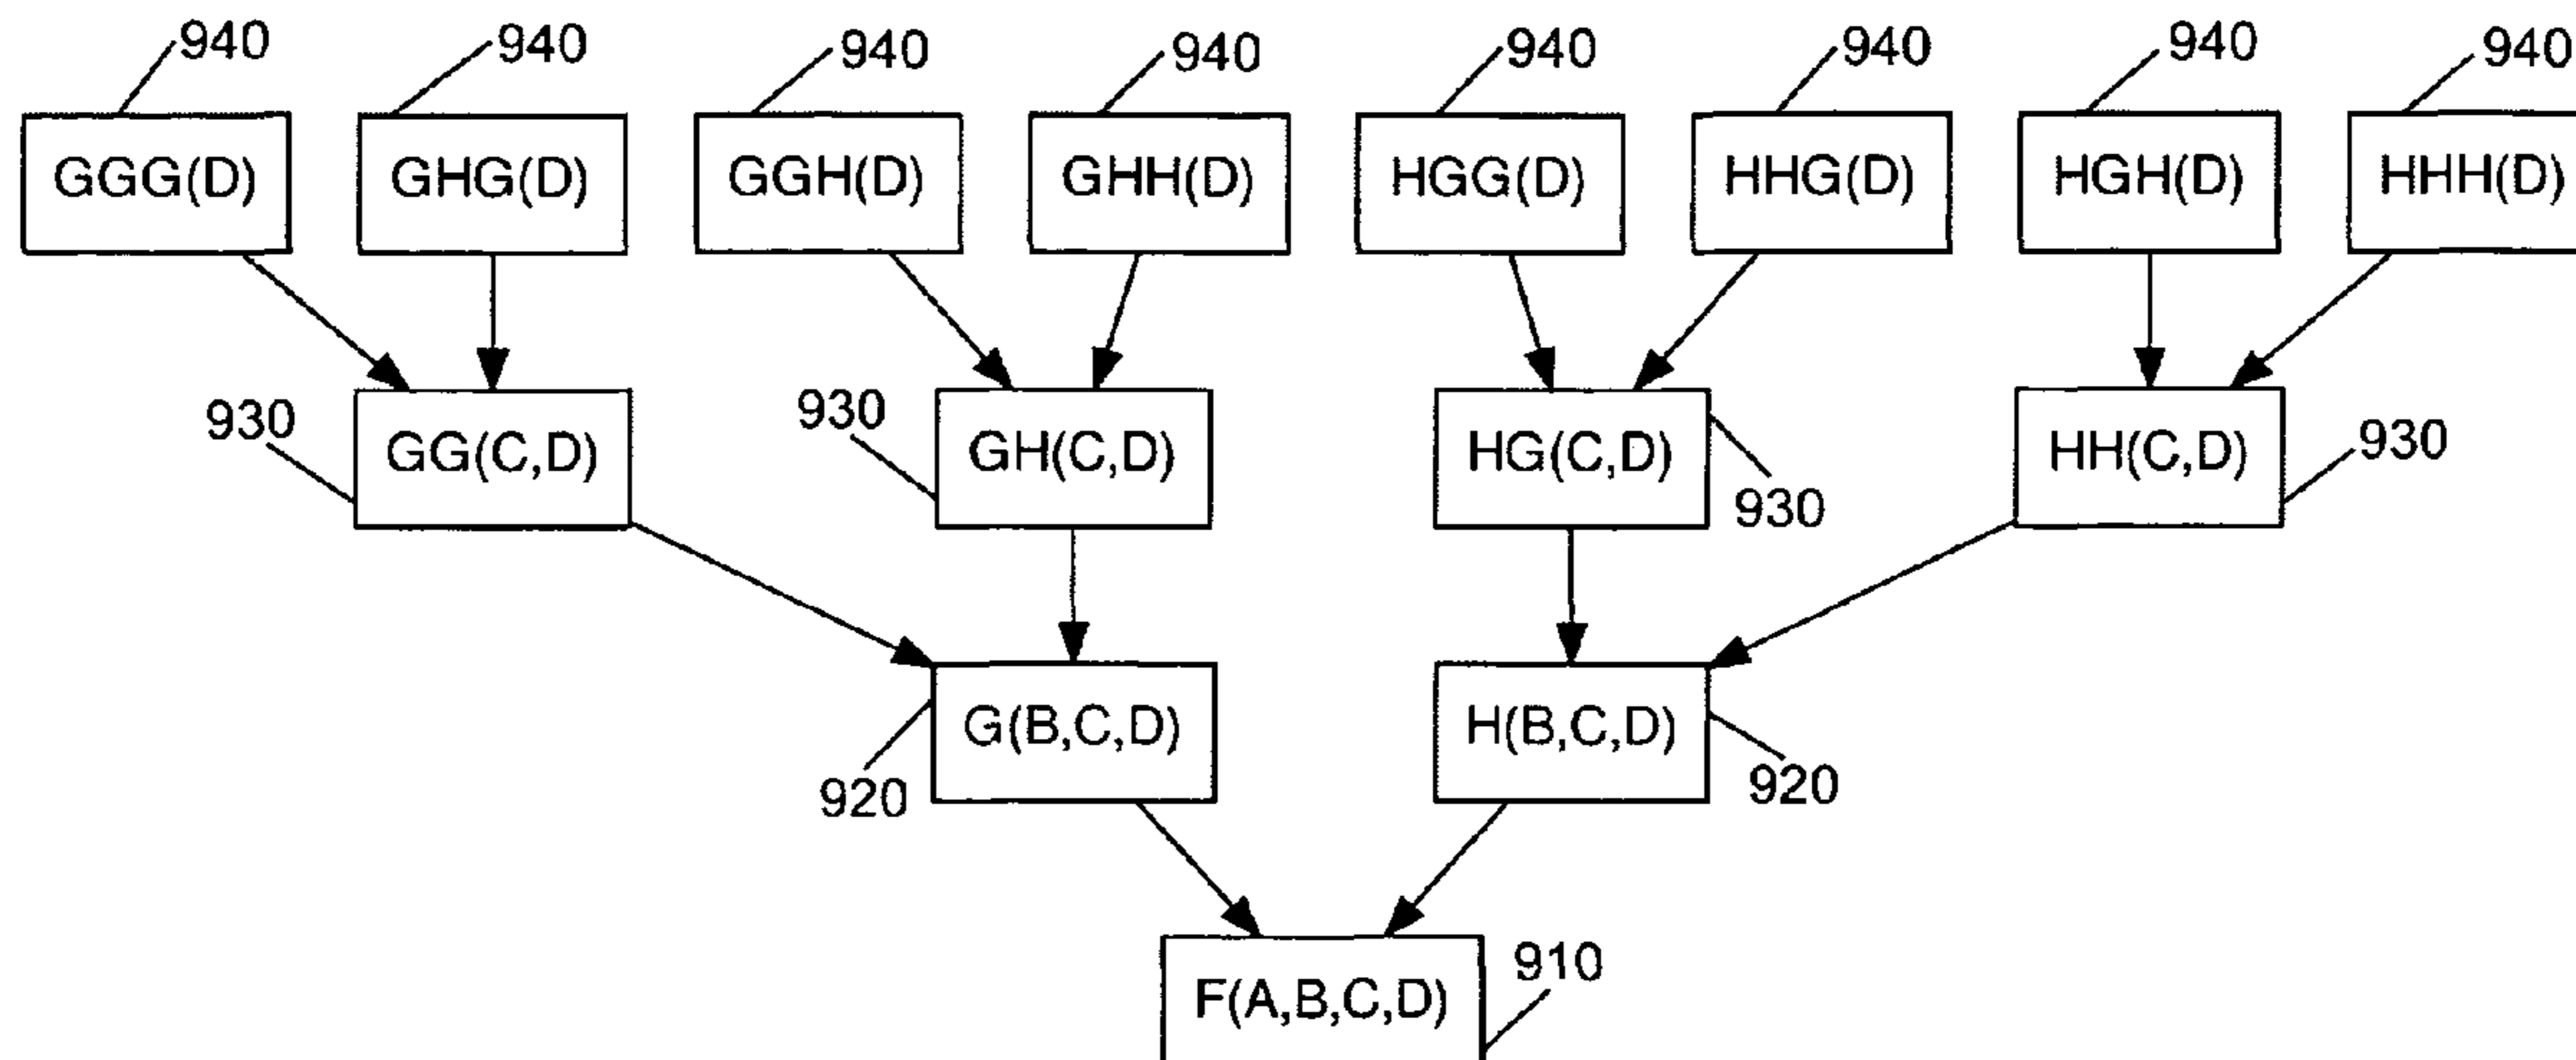 940 940 940 940 940 940 940 940
GGG(D) GHG(D) GGH(D) GHH(D) HGG(D) HHG(D) HGH(D) HHH(D)
930 GG(C,D) 930 GH(C,D) HG(C,D) 930 HH(C,D) 930
G(B,C,D) 920 H(B,C,D) 920
F(A,B,C,D) 910